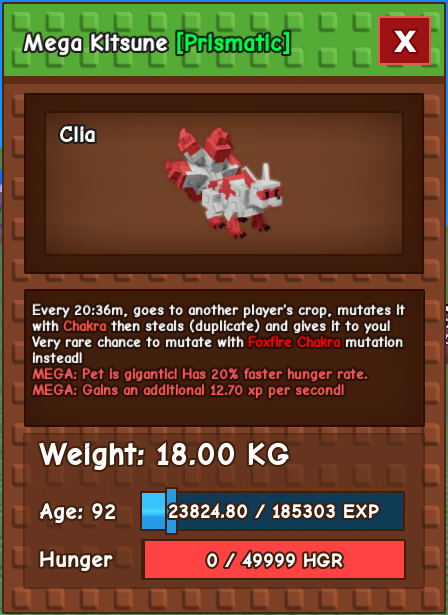 Mega Kitsune [Prismatic]
X
Clia
Every 20:36m, goes to another player's crop, mutates it
with Chakra then steals (duplicate) and gives it to you!
Very rare chance to mutate with Foxfire Chakra mutation
instead!
MEGA: Pet is gigantic! Has 20% faster hunger rate.
MEGA: Gains an additional 12.70 xp per second!
Weight: 18.00 KG
Age: 92
23824.80 / 185303 EXP
Hunger
0 / 49999 HGR